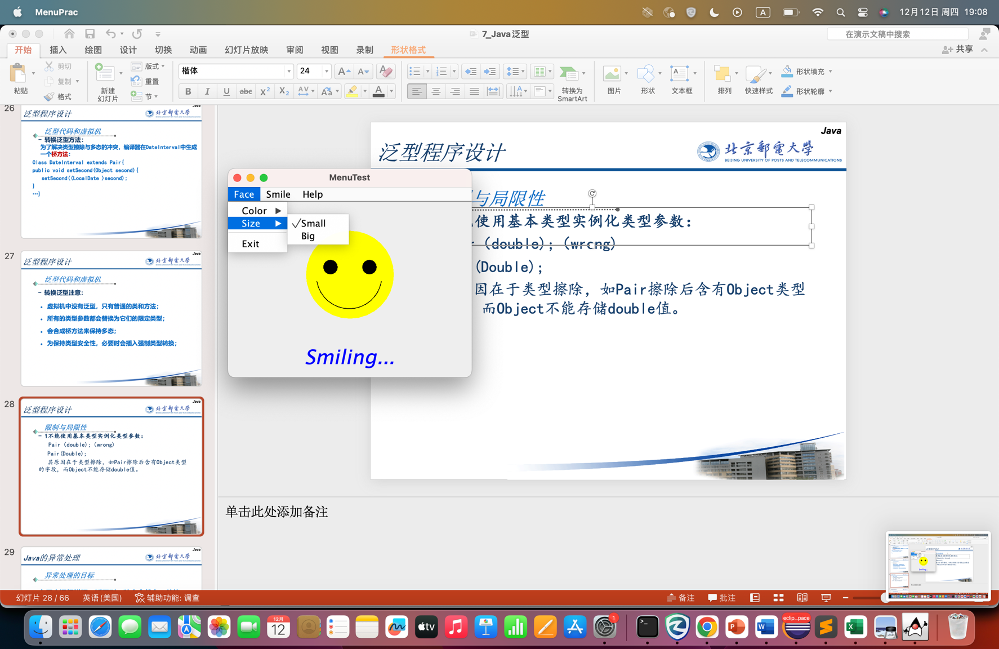 MenuPrac
A
12月12日 周四 19:08
7_Java泛型
在演示文稿中搜索
开始 插入 绘图 设计 切换 动画 幻灯片放映 审阅 视图 录制 形状格式
共享
粘贴
剪切
复制
格式
新建
幻灯片
版式
重置
节
楷体
24
转换为
SmartArt
图片
形状
文本框
排列
快速样式
形状填充
形状轮廓
26
Java
泛型程序设计
北京郵電大學
泛型代码和虚拟机
– 转换泛型方法：
为了解决类型擦除与多态的冲突，编译器在DateInterval中生成
一个桥方法：
Class DateInterval extends Pair{
public void setSecond(Object second){
setSecond((LocalDate )second);
}
…}
27
Java
泛型程序设计
北京郵電大學
泛型代码和虚拟机
– 转换泛型注意：
• 虚拟机中没有泛型，只有普通的类和方法；
• 所有的类型参数都会替换为它们的限定类型；
• 会合成桥方法来保持多态；
• 为保持类型安全性，必要时会插入强制类型转换；
28
Java
泛型程序设计
北京郵電大學
限制与局限性
– 1不能使用基本类型实例化类型参数：
Pair (double); (wrong)
Pair(Double);
其原因在于类型擦除，如Pair擦除后含有Object类型
的字段，而Object不能存储double值。
29
Java
Java的异常处理
北京郵電大學
异常处理的目标
Java
泛型程序设计
北京郵電大學
BEIJING UNIVERSITY OF POSTS AND TELECOMMUNICATIONS
与局限性
使用基本类型实例化类型参数：
r (double); (wrong)
(Double);
因在于类型擦除，如Pair擦除后含有Object类型
而Object不能存储double值。
MenuTest
Face Smile Help
Color
Size
Exit
✓Small
Big
Smiling...
单击此处添加备注
幻灯片 28 / 66 英语(美国) 辅助功能: 调查
备注 批注
12月
12
tv
1
eclip...pace